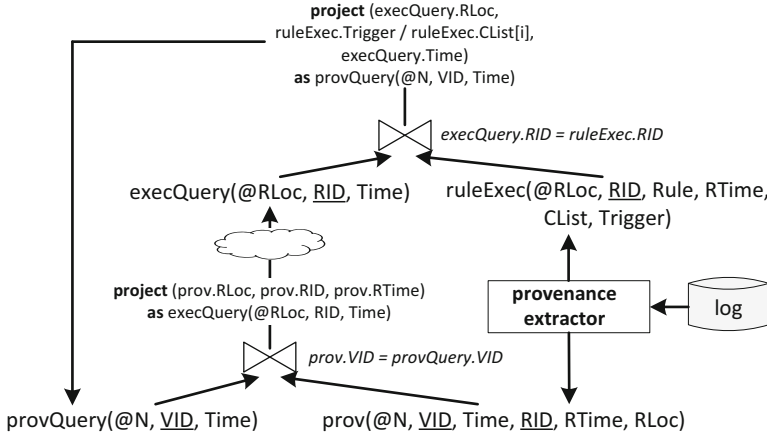 project (execQuery.RLoc,
ruleExec.Trigger / ruleExec.CList[i],
execQuery.Time)
as provQuery(@N, VID, Time)
execQuery.RID = ruleExec.RID
execQuery(@RLoc, RID, Time)
ruleExec(@RLoc, RID, Rule, RTime,
CList, Trigger)
project (prov.RLoc, prov.RID, prov.RTime)
as execQuery(@RLoc, RID, Time)
provenance
extractor
log
prov.VID = provQuery.VID
provQuery(@N, VID, Time)
prov(@N, VID, Time, RID, RTime, RLoc)